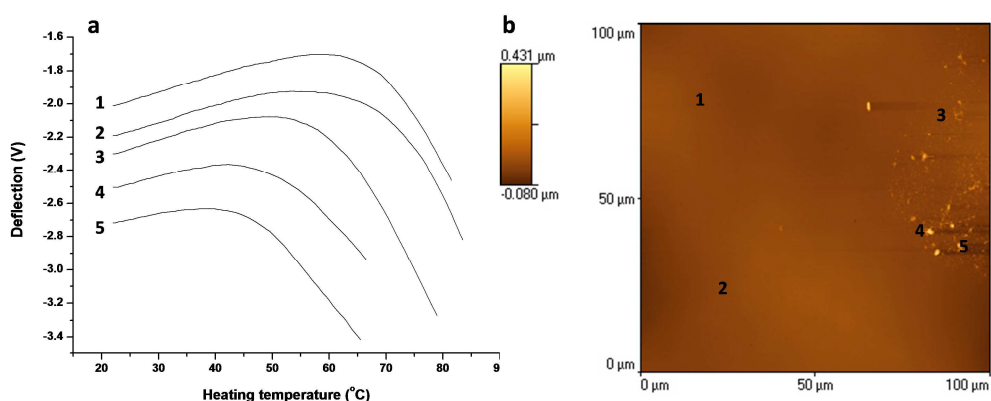 a
-1.6
-1.8
-2.0
-2.2
-2.4
-2.6
-2.8
-3.0
-3.2
-3.4
Deflection (V)
1
2
3
4
5
20 30 40 50 60 70 80 9
Heating temperature (°C)
b
0.431 µm
-0.080 µm
100 µm
50 µm
0 µm
1
2
3
4
5
0 µm 50 µm 100 µm